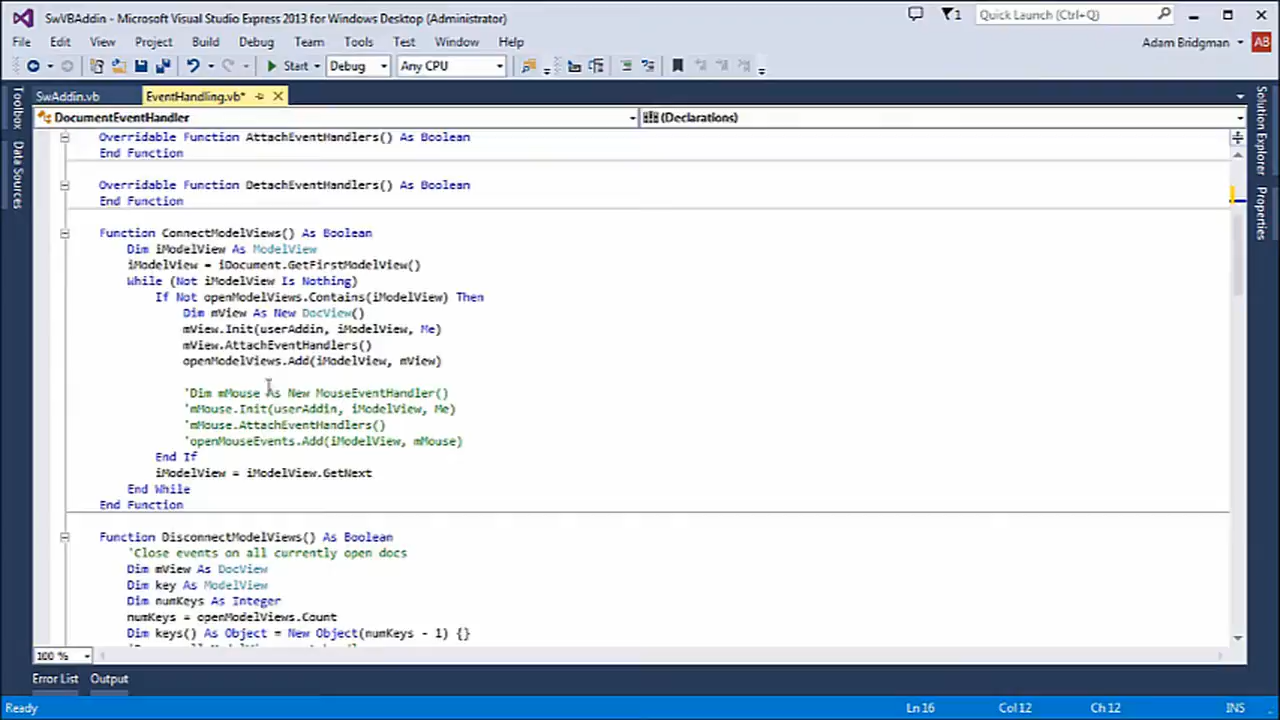 SwVBAddin - Microsoft Visual Studio Express 2013 for Windows Desktop (Administrator)
1
Quick Launch (Ctrl+Q)
File Edit View Project Build Debug Team Tools Test Window Help
Adam Bridgman AB
Start Debug Any CPU
SwAddin.vb EventHandling.vb*
DocumentEventHandler (Declarations)
Toolbox
Data Sources
Solution Explorer
Properties
Overridable Function AttachEventHandlers() As Boolean
End Function
Overridable Function DetachEventHandlers() As Boolean
End Function
Function ConnectModelViews() As Boolean
Dim iModelView As ModelView
iModelView = iDocument.GetFirstModelView()
While (Not iModelView Is Nothing)
If Not openModelViews.Contains(iModelView) Then
Dim mView As New DocView()
mView.Init(userAddin, iModelView, Me)
mView.AttachEventHandlers()
openModelViews.Add(iModelView, mView)
'Dim mMouse As New MouseEventHandler()
'mMouse.Init(userAddin, iModelView, Me)
'mMouse.AttachEventHandlers()
'openMouseEvents.Add(iModelView, mMouse)
End If
iModelView = iModelView.GetNext
End While
End Function
Function DisconnectModelViews() As Boolean
'Close events on all currently open docs
Dim mView As DocView
Dim key As ModelView
Dim numKeys As Integer
numKeys = openModelViews.Count
Dim keys() As Object = New Object(numKeys - 1) {}
100 %
Error List Output
Ready Ln 16 Col 12 Ch 12 INS